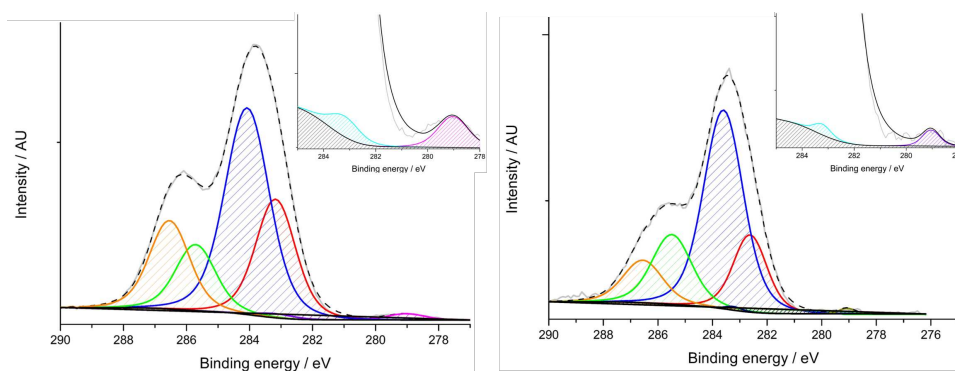 Intensity / AU
284 282 280 278
Binding energy / eV
290 288 286 284 282 280 278
Binding energy / eV
Intensity / AU
284 282 280
Binding energy / eV
290 288 286 284 282 280 278 276
Binding energy / eV